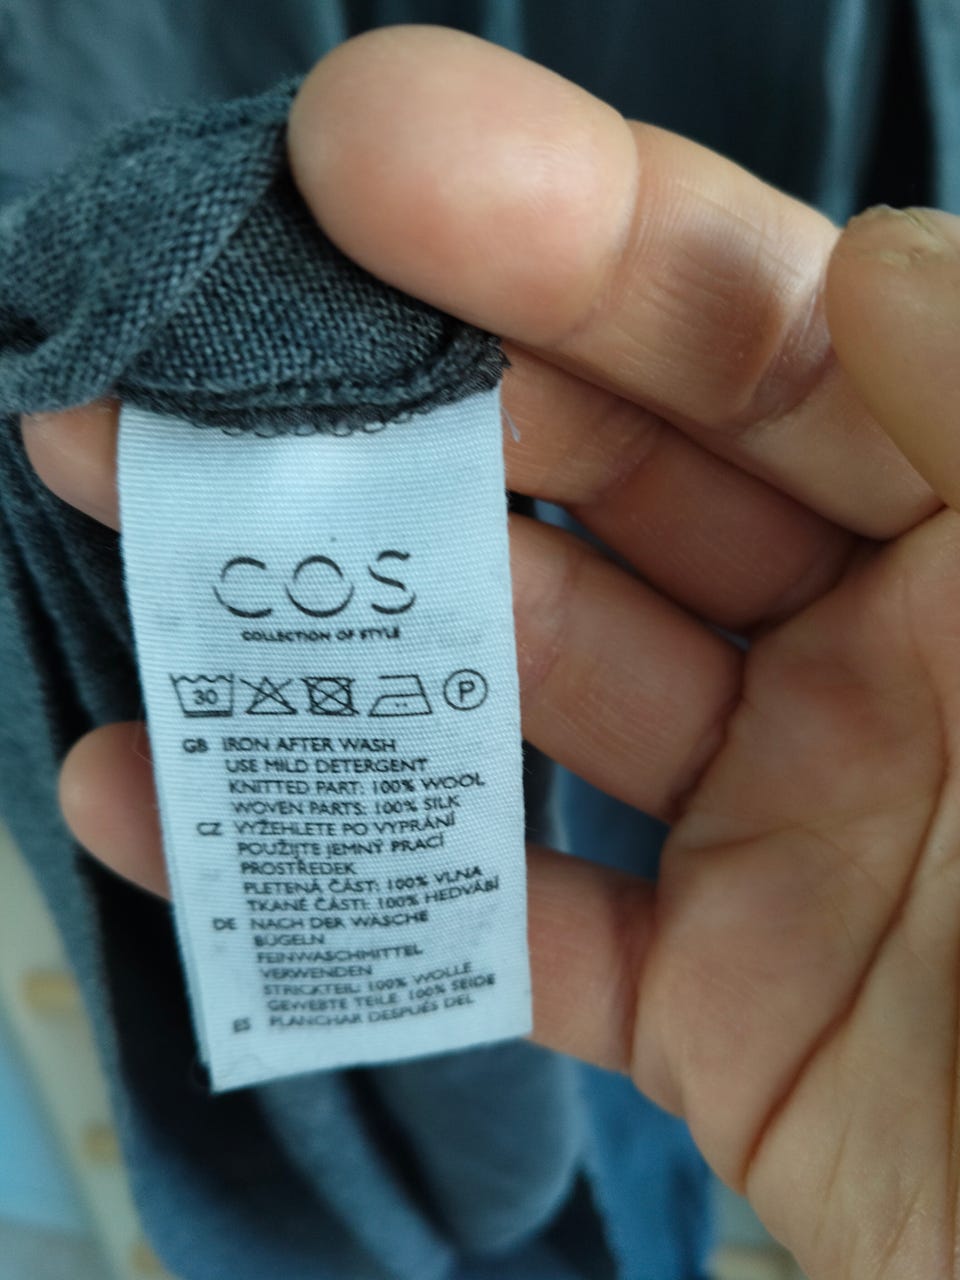 COS
COLLECTION OF STYLE
30 P
GB IRON AFTER WASH
USE MILD DETERGENT
KNITTED PART: 100% WOOL
WOVEN PARTS: 100% SILK
CZ VYŽEHLETE PO VYPRÁNÍ
POUŽIJTE JEMNÝ PRACÍ
PROSTŘEDEK
PLETENÁ ČÁST: 100% VLNA
TKANÉ ČÁSTI: 100% HEDVÁBÍ
DE NACH DER WÄSCHE
BÜGELN
FEINWASCHMITTEL
VERWENDEN
STRICKTEIL: 100% WOLLE
GEWEBTE TEILE: 100% SEIDE
ES PLANCHAR DESPUÉS DEL